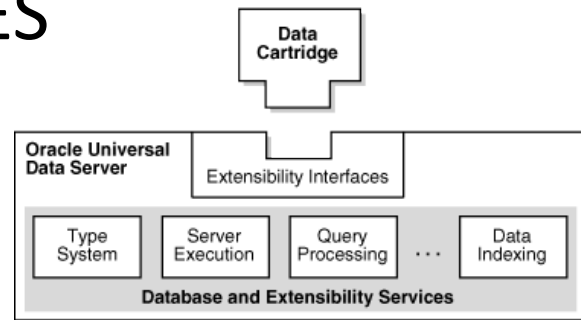 ES
Data
Cartridge
Oracle Universal
Data Server
Extensibility Interfaces
Type
System
Server
Execution
Query
Processing
...
Data
Indexing
Database and Extensibility Services